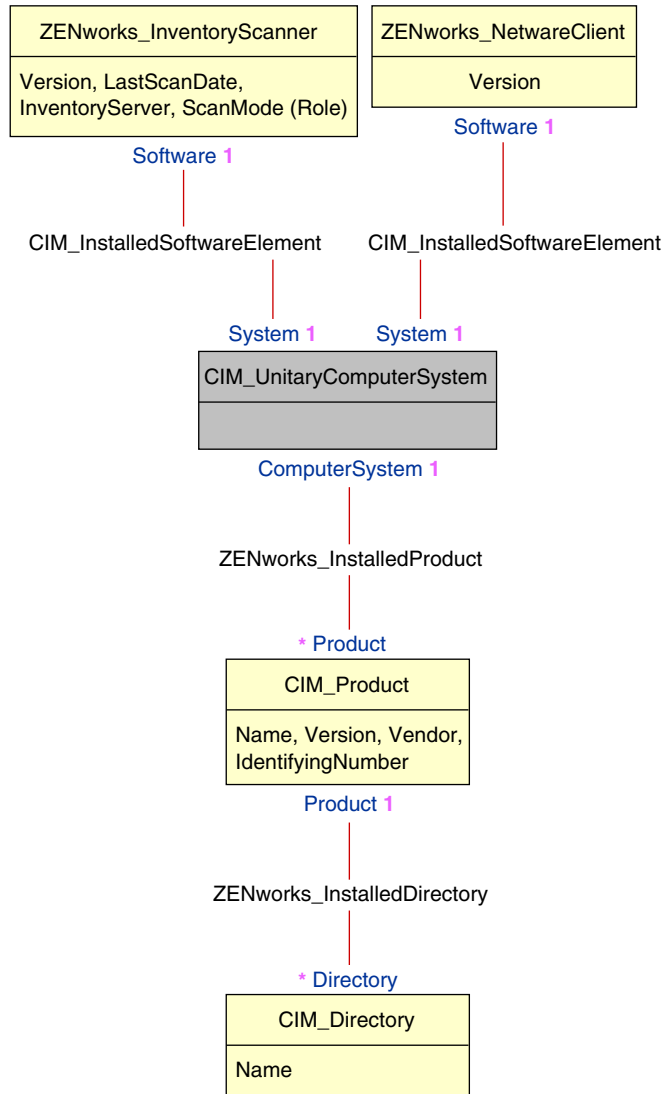 ZENworks_InventoryScanner
Version, LastScanDate,
InventoryServer, ScanMode (Role)
Software 1
ZENworks_NetwareClient
Version
Software 1
CIM_InstalledSoftwareElement
CIM_InstalledSoftwareElement
System 1
System 1
CIM_UnitaryComputerSystem
ComputerSystem 1
ZENworks_InstalledProduct
* Product
CIM_Product
Name, Version, Vendor,
IdentifyingNumber
Product 1
ZENworks_InstalledDirectory
* Directory
CIM_Directory
Name